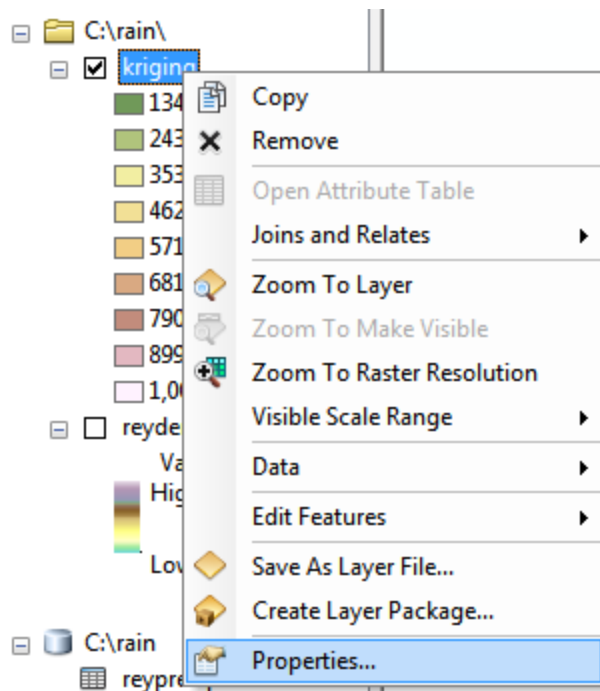 C:\rain\
kriging
134
243
353
462
571
681
790
899
1,0
reyde
Va
Hig
Lov
C:\rain
reypre
Copy
Remove
Open Attribute Table
Joins and Relates
Zoom To Layer
Zoom To Make Visible
Zoom To Raster Resolution
Visible Scale Range
Data
Edit Features
Save As Layer File...
Create Layer Package...
Properties...